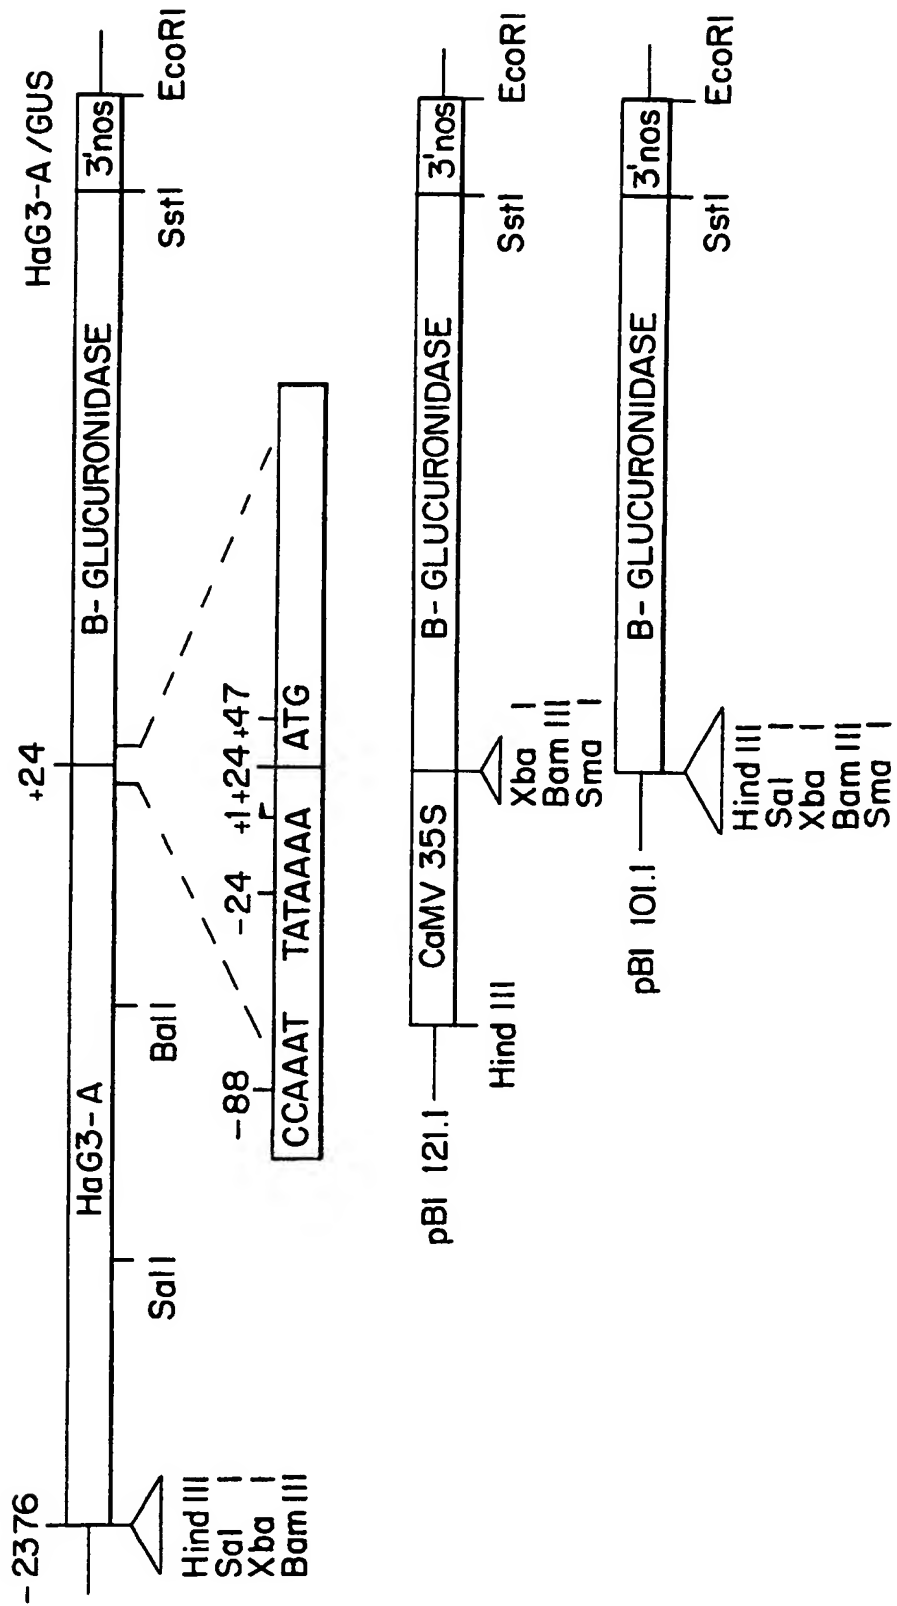 HaG3-A/GUS
-2376
+24
HaG3-A
B-GLUCURONIDASE
3'nos
Hind III
Sal I
Xba I
Bam III
SalI
BalI
SstI
EcoRI
-88
-24
+1
+24
+47
CCAAAT TATAAAA ATG
pBI 121.1
CaMV 35S
B-GLUCURONIDASE
3'nos
Hind III
Xba I
Bam III
Sma I
SstI
EcoRI
pBI 101.1
B-GLUCURONIDASE
3'nos
Hind III
Sal I
Xba I
Bam III
Sma I
SstI
EcoRI